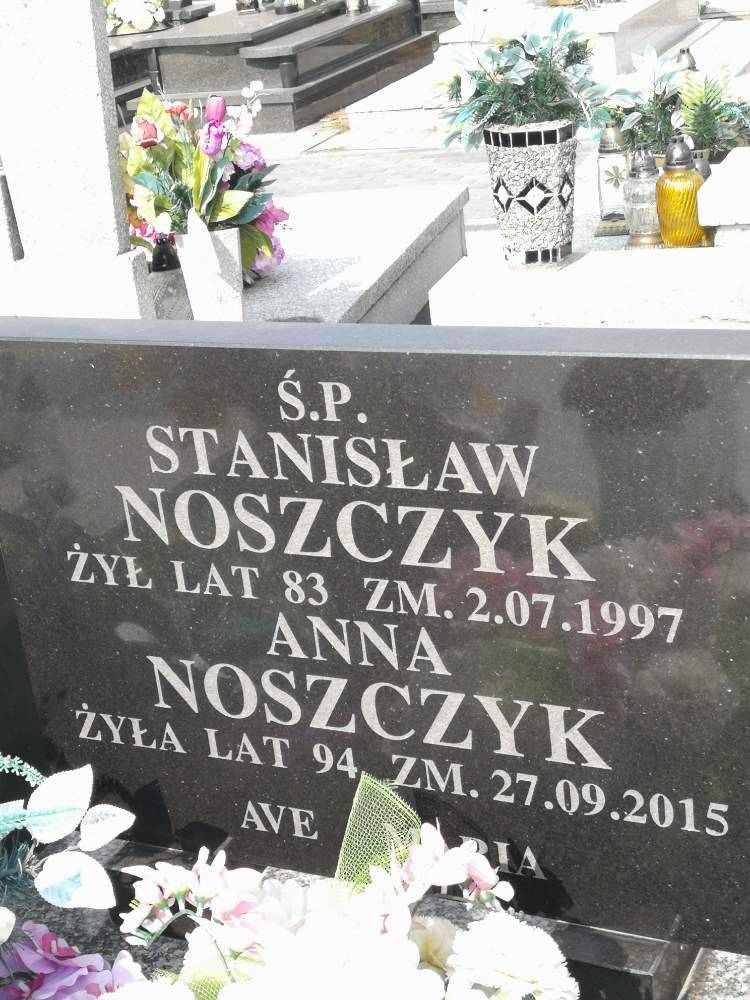 Ś.P.
STANISŁAW
NOSZCZYK
ŻYŁ LAT 83 ZM. 2.07.1997
ANNA
NOSZCZYK
ŻYŁA LAT 94 ZM. 27.09.2015
AVE MARIA